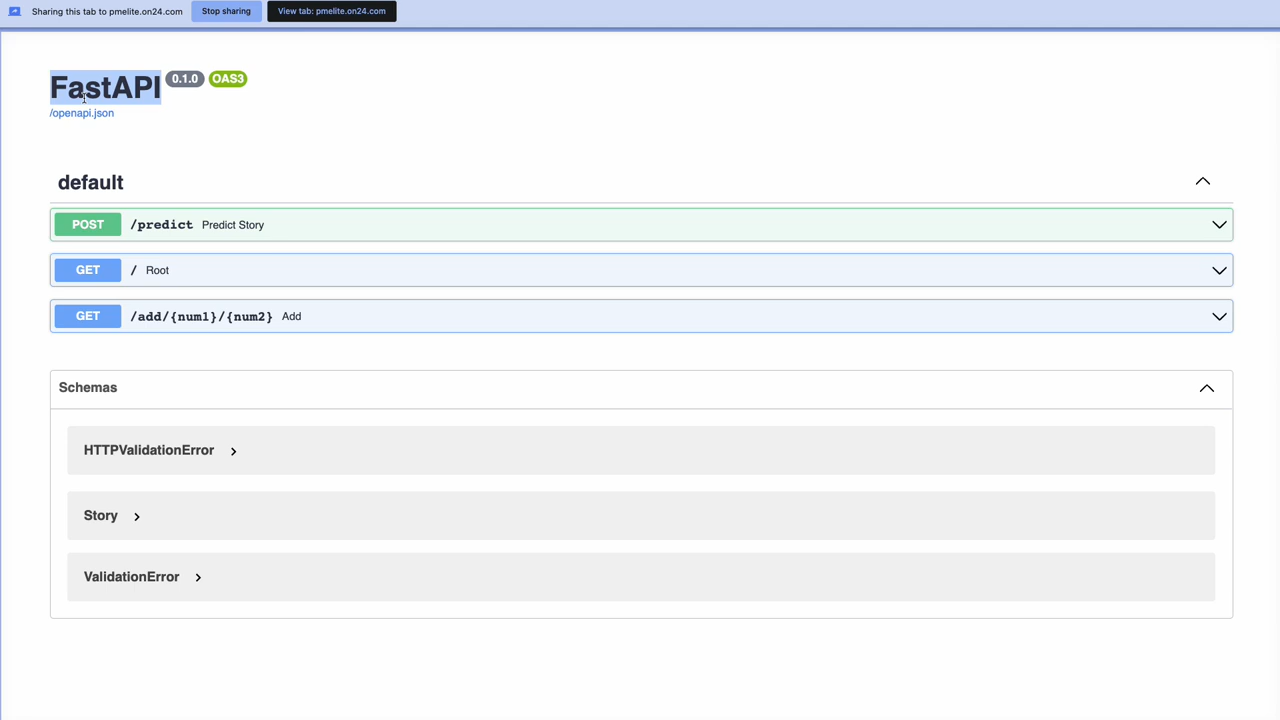 Sharing this tab to pmelite.on24.com Stop sharing View tab: pmelite.on24.com
FastAPI 0.1.0 OAS3
/openapi.json
default
POST /predict Predict Story
GET / Root
GET /add/{num1}/{num2} Add
Schemas
HTTPValidationError
Story
ValidationError